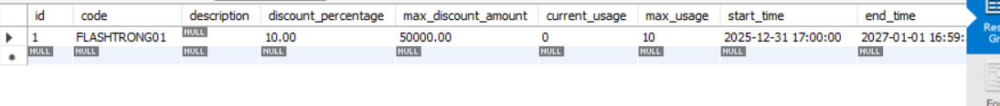 id code description discount_percentage max_discount_amount current_usage max_usage start_time end_time
1 FLASHTRONG01 NULL 10.00 50000.00 0 10 2025-12-31 17:00:00 2027-01-01 16:59:
NULL NULL NULL NULL NULL NULL NULL NULL NULL
Res
Gr
For